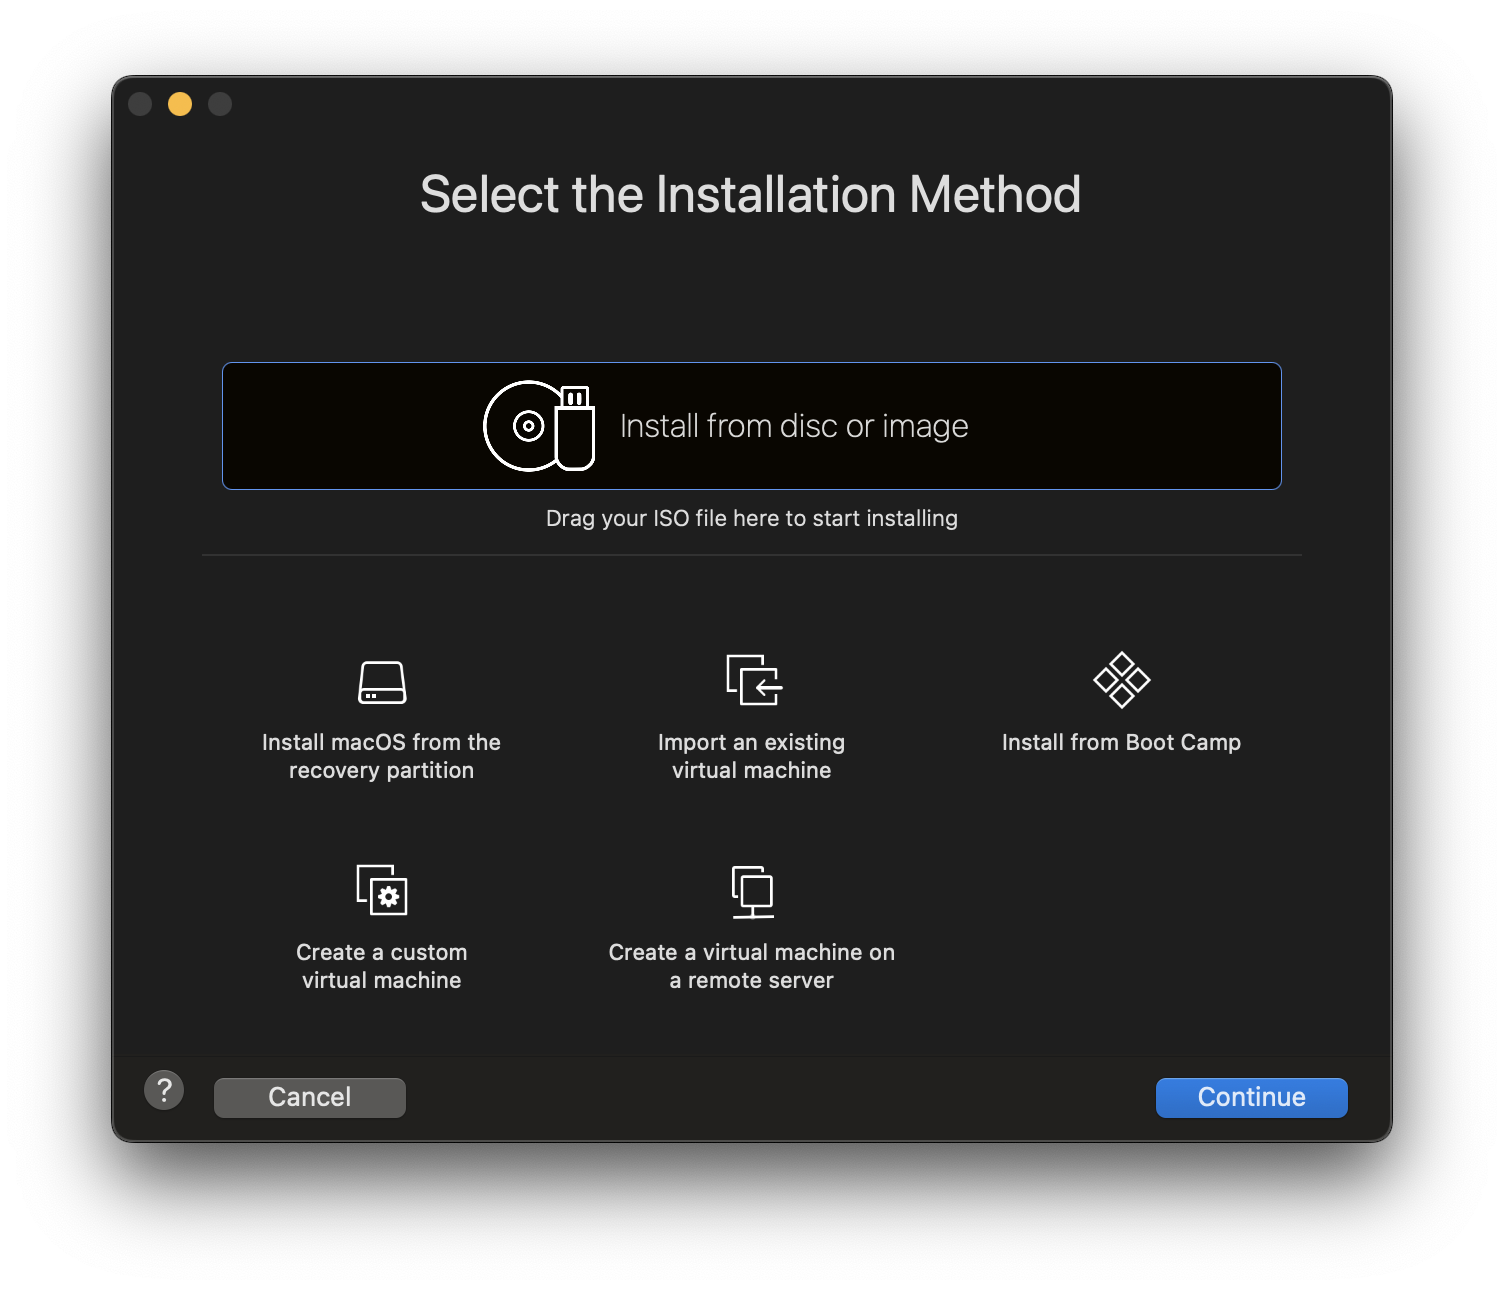 Select the Installation Method
Install from disc or image
Drag your ISO file here to start installing
Install macOS from the
recovery partition
Import an existing
virtual machine
Install from Boot Camp
Create a custom
virtual machine
Create a virtual machine on
a remote server
?
Cancel
Continue